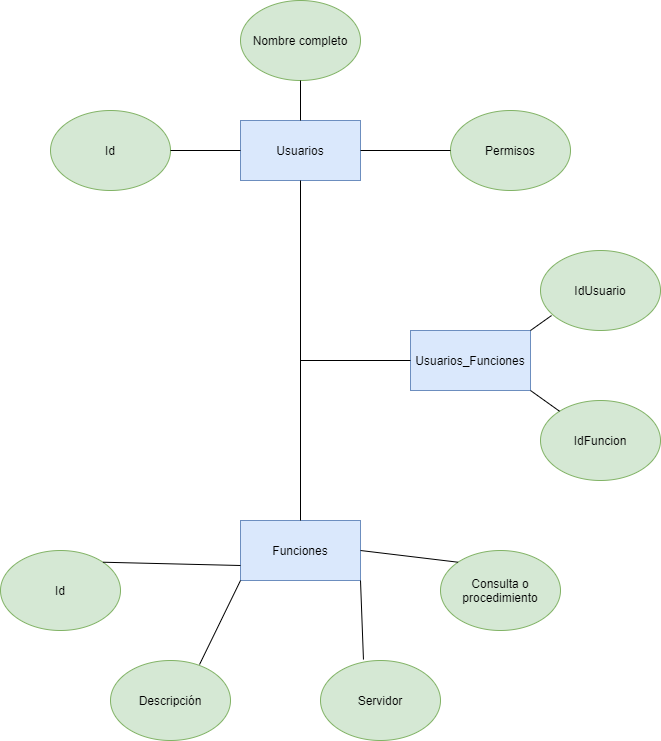 Nombre completo
Id
Usuarios
Permisos
IdUsuario
Usuarios_Funciones
IdFuncion
Funciones
Id
Consulta o
procedimiento
Descripción
Servidor